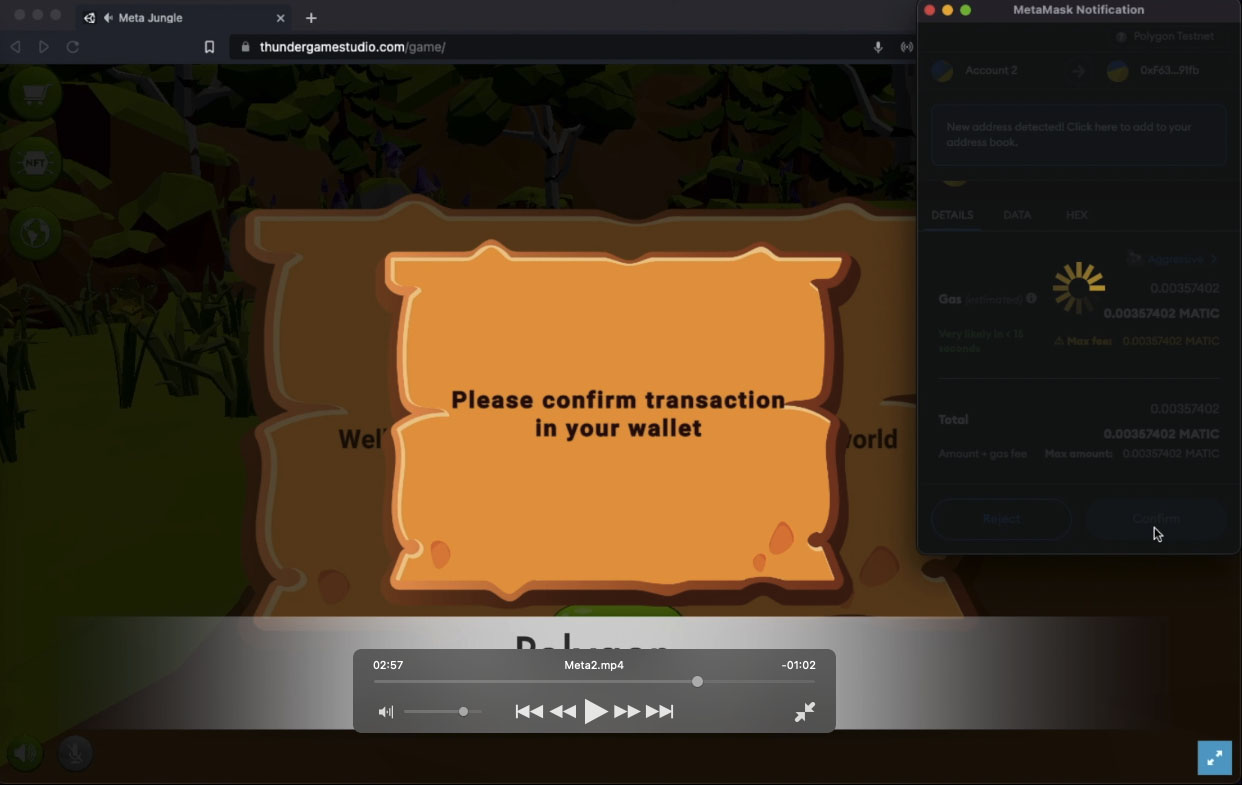 Meta Jungle
thundergamestudio.com/game/
MetaMask Notification
Polygon Testnet
Account 2
0xF63...91fb
New address detected! Click here to add to your
address book.
DETAILS
DATA
HEX
Aggressive
Gas (estimated)
0.00357402
0.00357402 MATIC
Very likely in < 15
seconds
Max fee: 0.00357402 MATIC
Total
0.00357402
0.00357402 MATIC
Amount + gas fee
Max amount: 0.00357402 MATIC
Reject
Confirm
NFT
Please confirm transaction
in your wallet
Wel
world
02:57
Meta2.mp4
-01:02